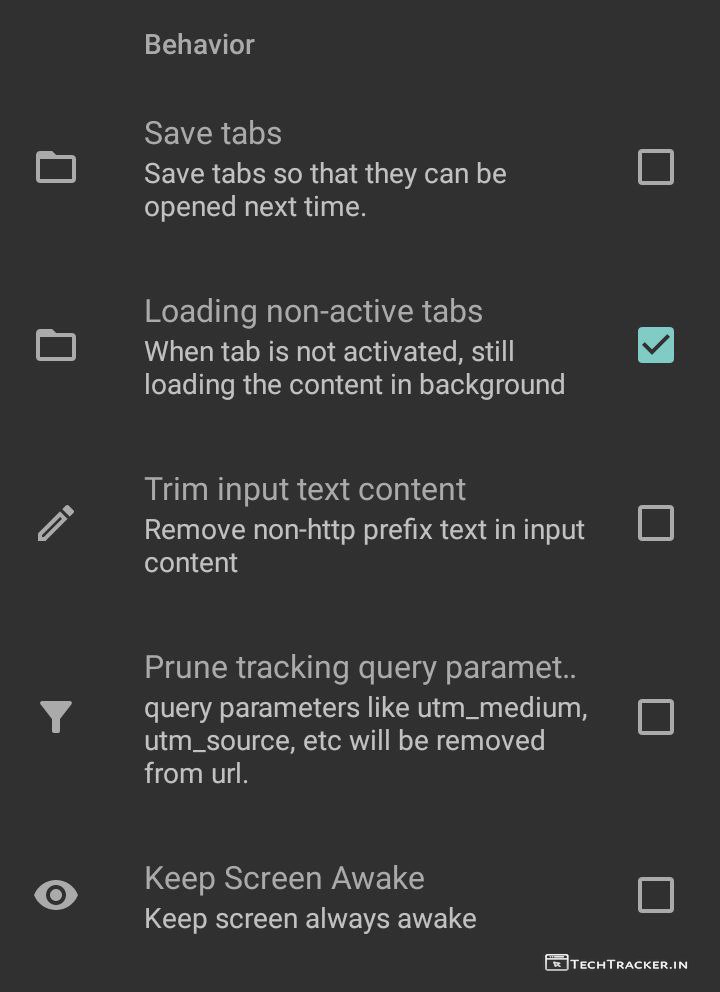 Behavior
Save tabs
Save tabs so that they can be
opened next time.
Loading non-active tabs
When tab is not activated, still
loading the content in background
Trim input text content
Remove non-http prefix text in input
content
Prune tracking query paramet..
query parameters like utm_medium,
utm_source, etc will be removed
from url.
Keep Screen Awake
Keep screen always awake
TECHTRACKER.IN